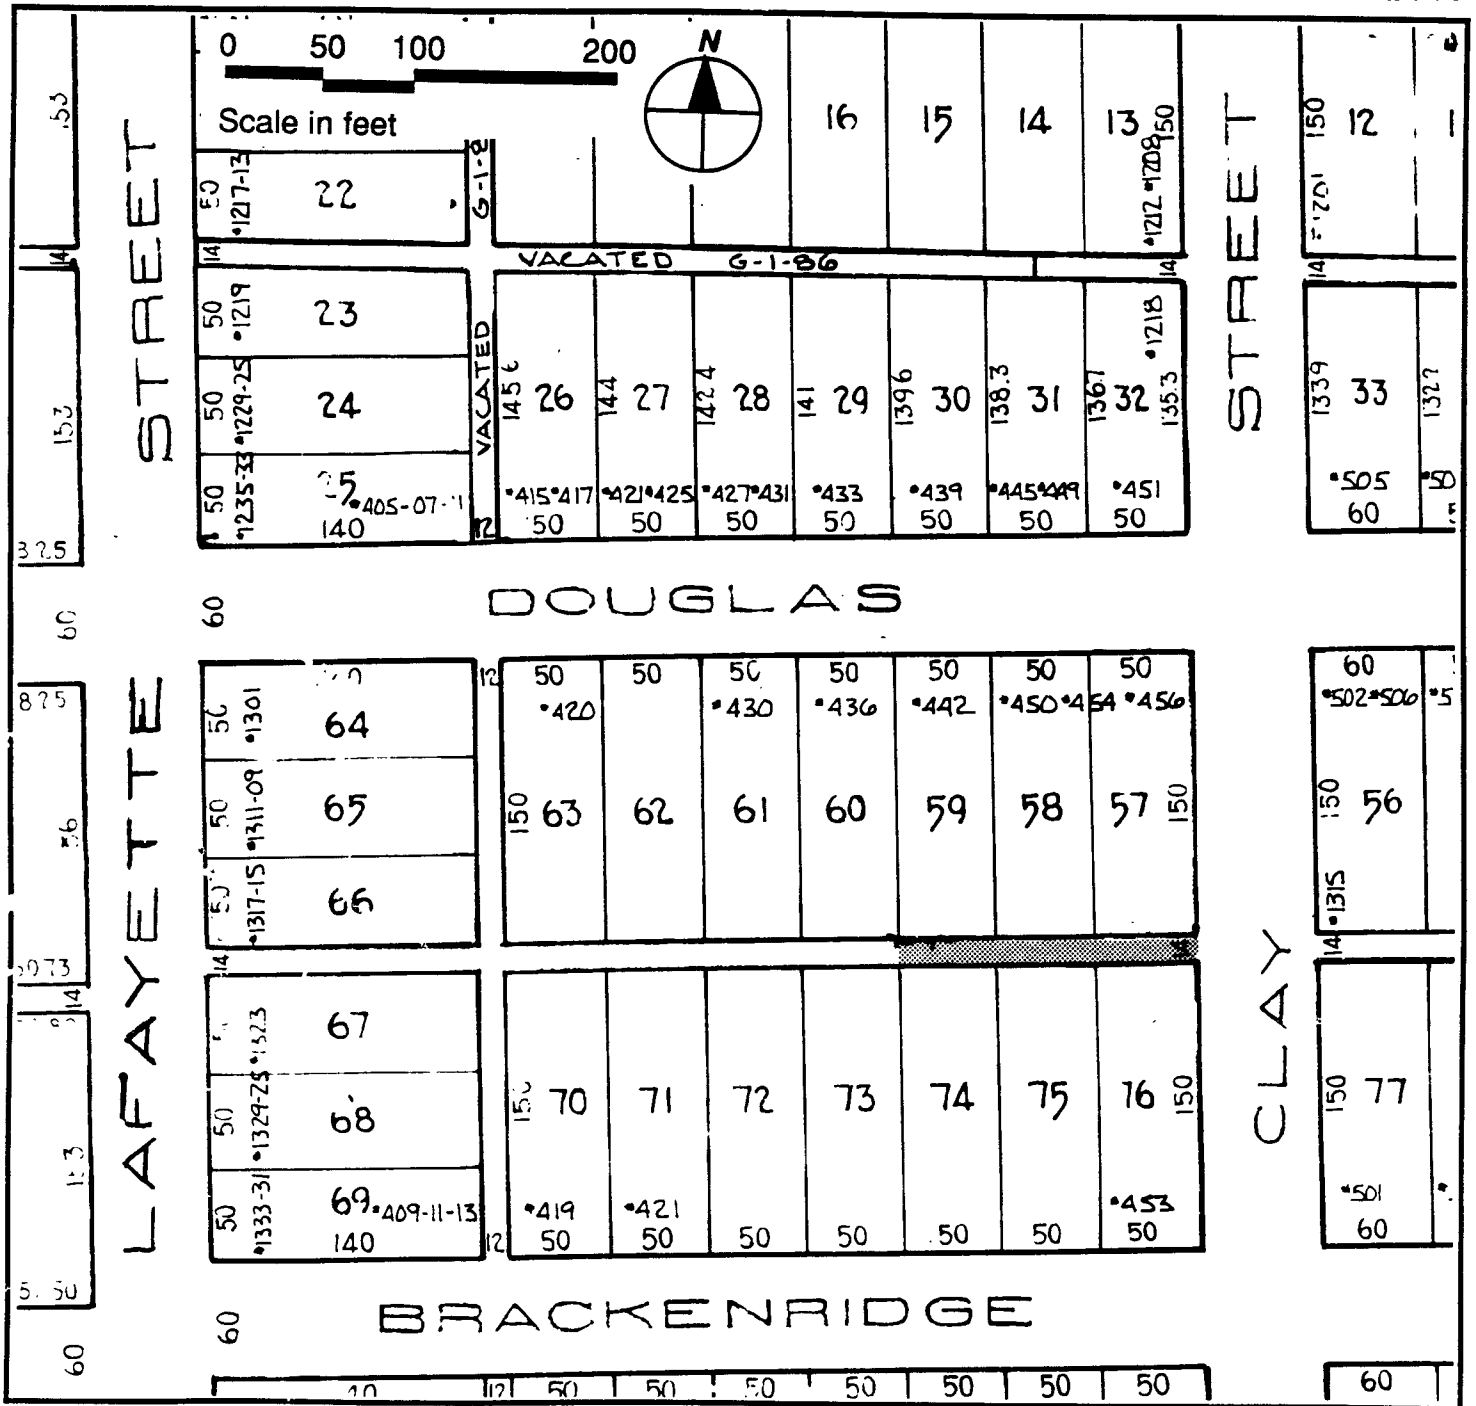 0 50 100 200
Scale in feet
N
16 15 14 13 150 150 12
50 *1217-13 22 G-1-8 *1212 *1208
14 14 VACATED G-1-86 14 14
50 *1219 23 *1218
VACATED
153 50 *1229-25 24 26 144 27 142.4 28 141 29 139.6 30 138.3 31 136.7 32 135.3 133.9 33 132.2
50 *1235-33 *415 *417 *421 *425 *427 *431 *433 *439 *445 *449 *451 *505
140 12 50 50 50 50 50 50 50 60
STREET
STREET
60 60
DOUGLAS
12 50 50 50 50 50 50 50 60
*1301 64 *420 *430 *436 *442 *450 *454 *456 *502 *506
50 *1311-09 65 150 63 62 61 60 59 58 57 150 150 56
50 *1317-15 66 *1315
14 14 14 14
67 *1323
50 *1329-25 68 70 71 72 73 74 75 76 150 150 77
50 *1333-31 69 *409-11-13 *419 *421 *453 *501
140 12 50 50 50 50 50 50 50 60
LAFAYETTE
CLAY
60 60
BRACKENRIDGE
12 50 50 50 50 50 50 50 60